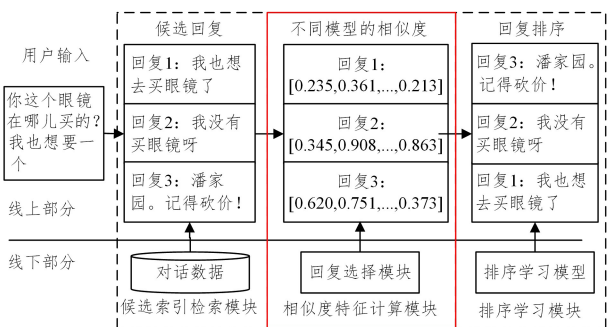 候选回复
不同模型的相似度
回复排序
用户输入
你这个眼镜
在哪儿买的?
我也想要一
个
回复1：我也想
去买眼镜了
回复2：我没有
买眼镜呀
回复3：潘家
园。记得砍价！
回复1：
[0.235,0.361,...,0.213]
回复2：
[0.345,0.908,...,0.863]
回复3：
[0.620,0.751,...,0.373]
回复3：潘家园。
记得砍价！
回复2：我没有
买眼镜呀
回复1：我也想
去买眼镜了
线上部分
线下部分
对话数据
回复选择模块
排序学习模型
候选索引检索模块
相似度特征计算模块
排序学习模块